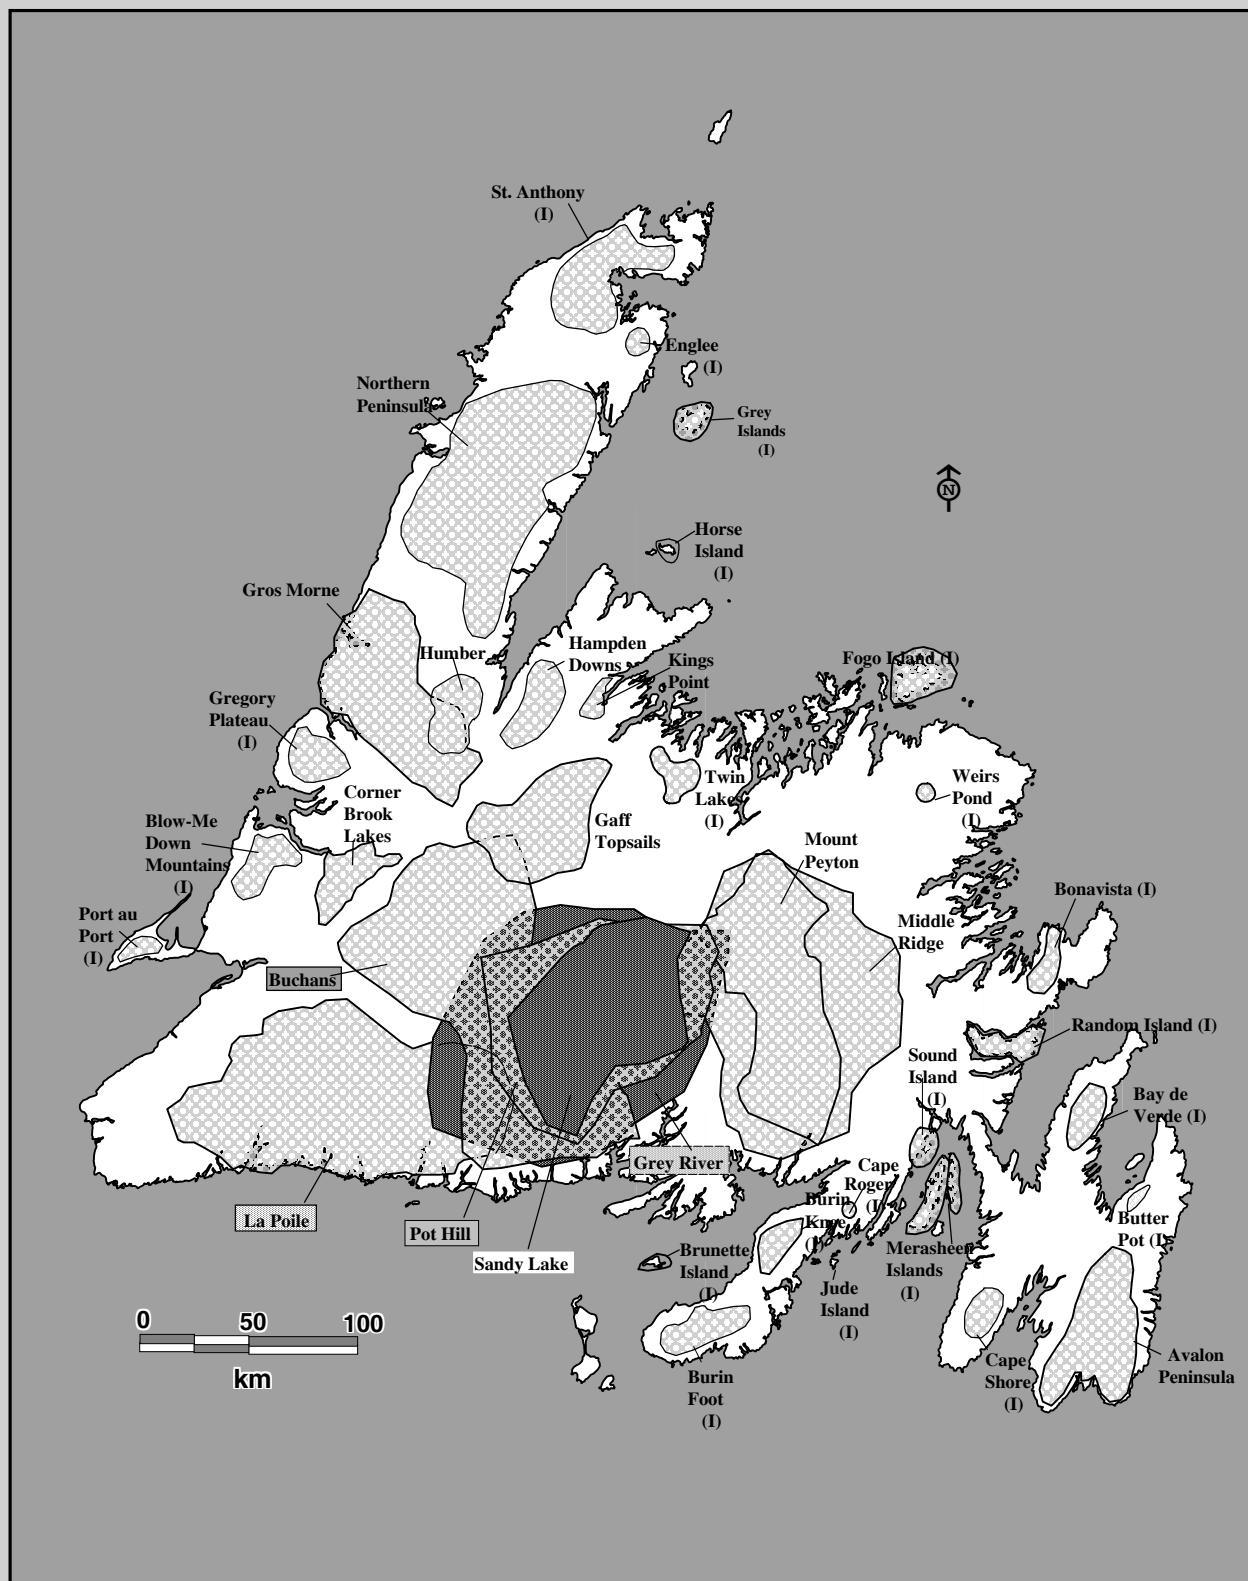 St. Anthony
(I)
Englee
(I)
Northern
Peninsula
Grey
Islands
(I)
N
Horse
Island
(I)
Gros Morne
Humber
Hampden
Downs
Kings
Point
Fogo Island (I)
Gregory
Plateau
(I)
Twin
Lakes
(I)
Weirs
Pond
(I)
Corner
Brook
Lakes
Blow-Me
Down
Mountains
(I)
Gaff
Topsails
Mount
Peyton
Bonavista (I)
Port au
Port
(I)
Middle
Ridge
Buchans
Random Island (I)
Sound
Island
(I)
Bay de
Verde (I)
Grey River
Cape
Roger
(I)
Burin
Knee
(I)
La Poile
Pot Hill
Sandy Lake
Brunette
Island
(I)
Jude
Island
(I)
Merasheen
Islands
(I)
Butter
Pot (I)
0 50 100
km
Burin
Foot
(I)
Cape
Shore
(I)
Avalon
Peninsula